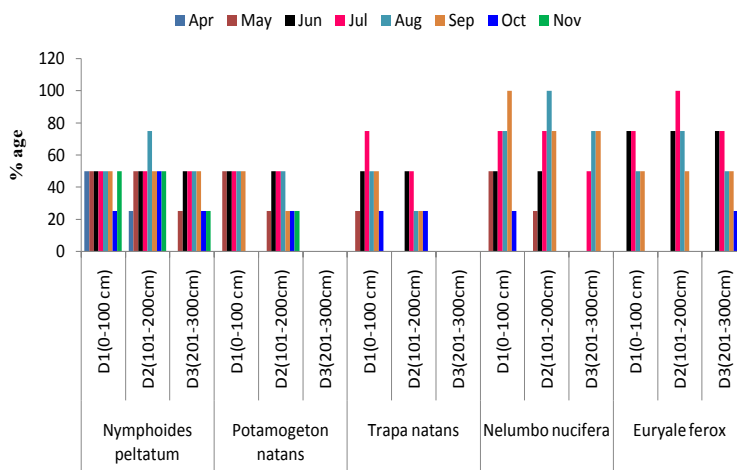 Apr May Jun Jul Aug Sep Oct Nov
120
100
80
60
40
20
0
% age
D1(0-100 cm)
D2(101-200cm)
D3(201-300cm)
D1(0-100 cm)
D2(101-200cm)
D3(201-300cm)
D1(0-100 cm)
D2(101-200cm)
D3(201-300cm)
D1(0-100 cm)
D2(101-200cm)
D3(201-300cm)
D1(0-100 cm)
D2(101-200cm)
D3(201-300cm)
Nymphoides
peltatum
Potamogeton
natans
Trapa natans
Nelumbo nucifera
Euryale ferox